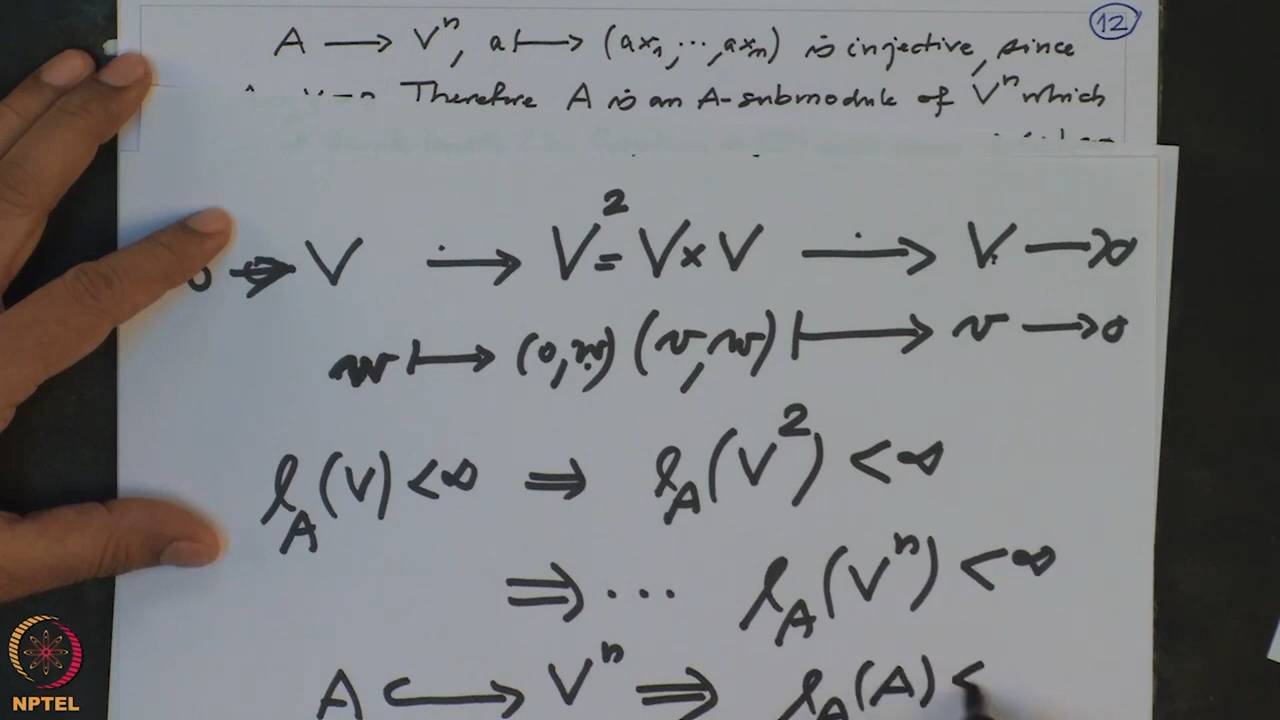 12
A ⟶ Vⁿ, a ⟼ (ax₁, ⋯, axₙ) is injective, since
Therefore A is an A-submodule of Vⁿ which
0 → V ⟶ V² = V × V ⟶ V ⟶ 0
w ⟼ (0, w) (v, w) ⟼ v ⟶ 0
ℓ_A(V) < ∞ ⇒ ℓ_A(V²) < ∞
⇒ ⋯ ℓ_A(Vⁿ) < ∞
A ↪ Vⁿ ⇒ ℓ_A(A) <
NPTEL